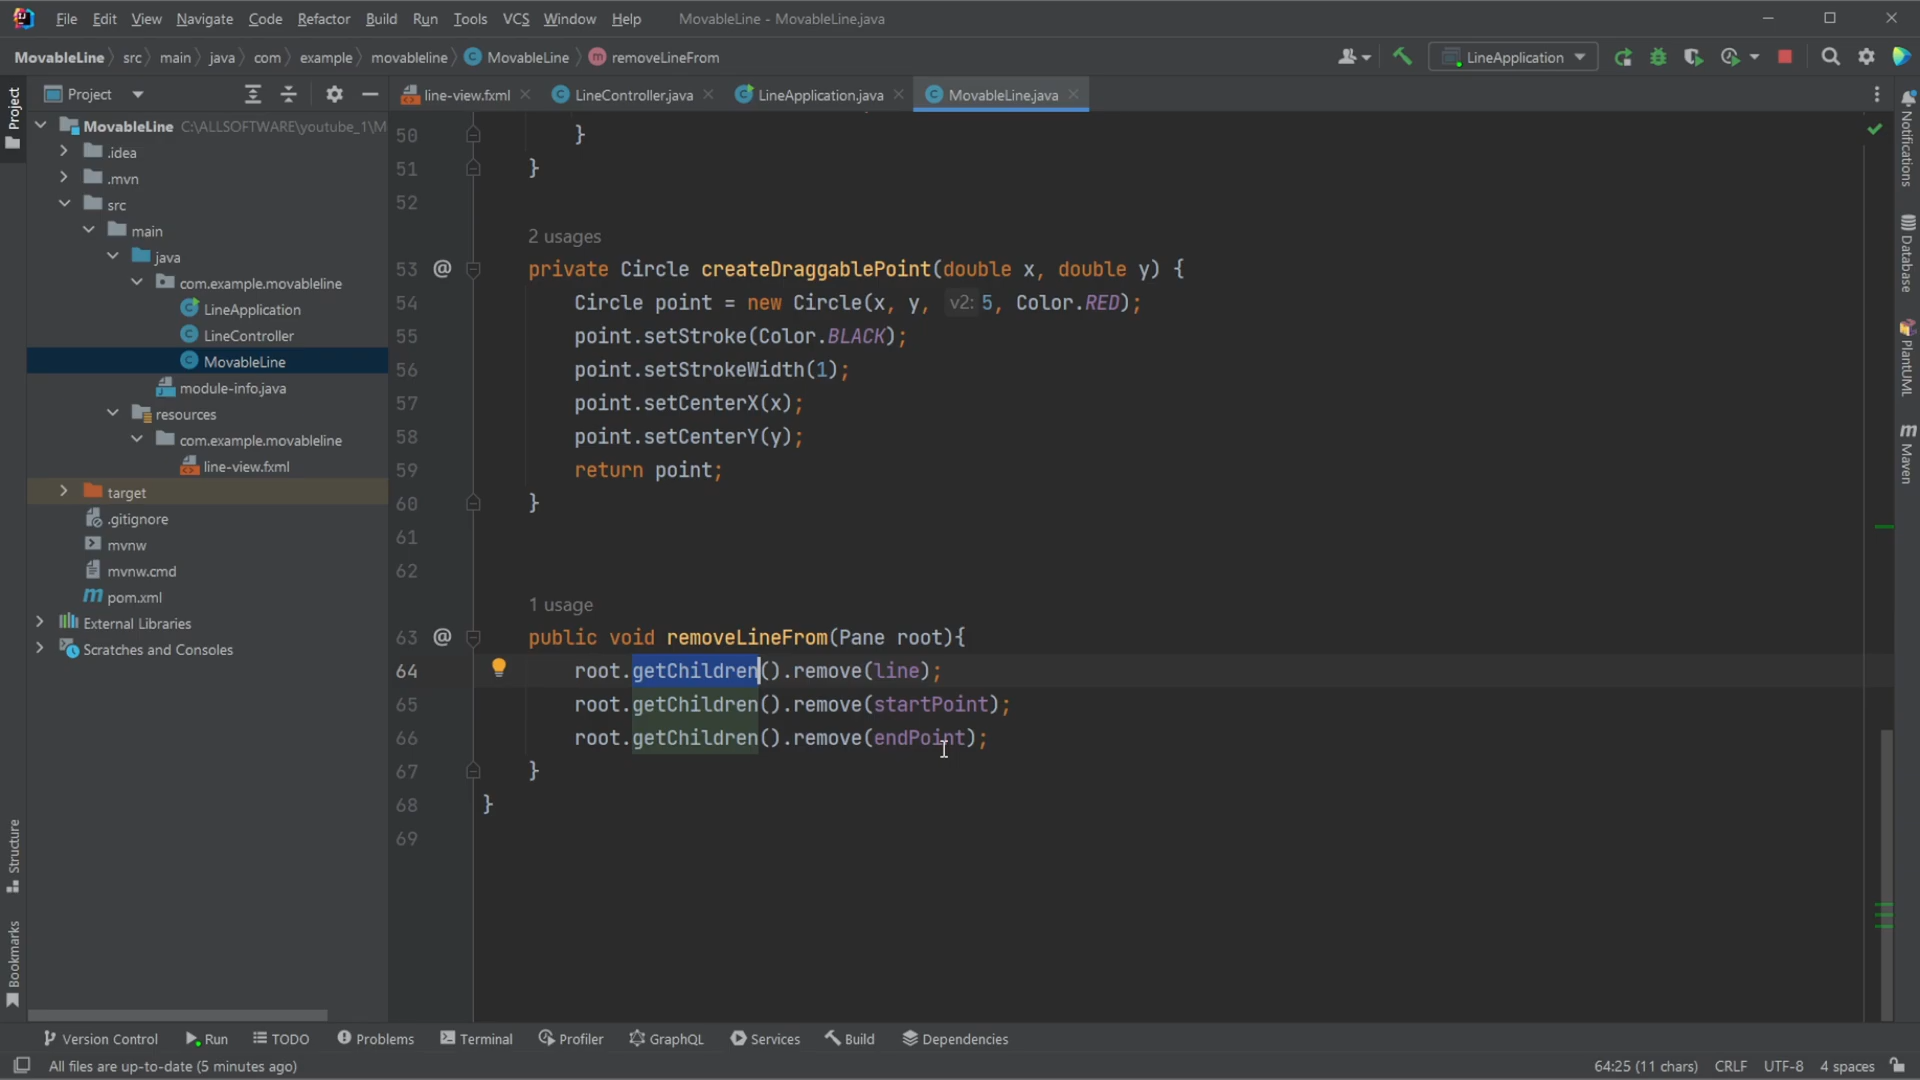 File Edit View Navigate Code Refactor Build Run Tools VCS Window Help MovableLine - MovableLine.java
MovableLine src main java com example movableline MovableLine removeLineFrom LineApplication
Project
Project
line-view.fxml LineController.java LineApplication.java MovableLine.java
MovableLine C:\ALLSOFTWARE\youtube_1\M
.idea
.mvn
src
main
java
com.example.movableline
LineApplication
LineController
MovableLine
module-info.java
resources
com.example.movableline
line-view.fxml
target
.gitignore
mvnw
mvnw.cmd
pom.xml
External Libraries
Scratches and Consoles
Structure
Bookmarks
50 }
51 }
52
2 usages
53 @ private Circle createDraggablePoint(double x, double y) {
54 Circle point = new Circle(x, y, v2: 5, Color.RED);
55 point.setStroke(Color.BLACK);
56 point.setStrokeWidth(1);
57 point.setCenterX(x);
58 point.setCenterY(y);
59 return point;
60 }
61
62
1 usage
63 @ public void removeLineFrom(Pane root){
64 root.getChildren().remove(line);
65 root.getChildren().remove(startPoint);
66 root.getChildren().remove(endPoint);
67 }
68 }
69
Notifications
Database
PlantUML
Maven
Version Control Run TODO Problems Terminal Profiler GraphQL Services Build Dependencies
All files are up-to-date (5 minutes ago) 64:25 (11 chars) CRLF UTF-8 4 spaces